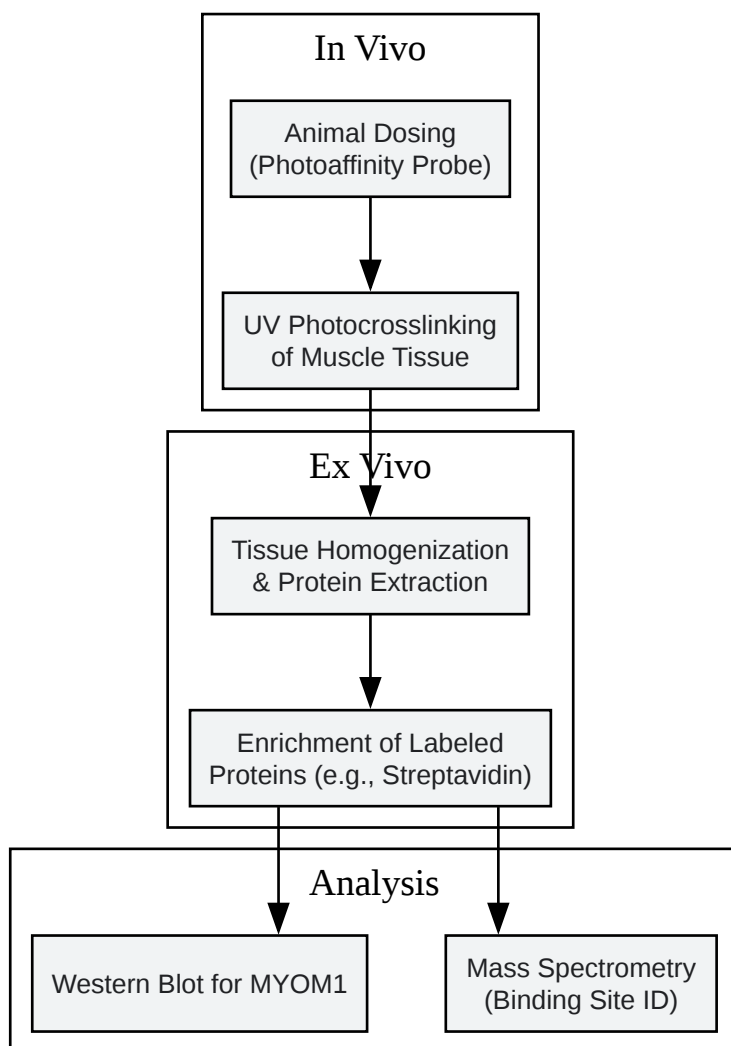 In Vivo
Animal Dosing
(Photoaffinity Probe)
UV Photocrosslinking
of Muscle Tissue
Ex Vivo
Tissue Homogenization
& Protein Extraction
Enrichment of Labeled
Proteins (e.g., Streptavidin)
Analysis
Western Blot for MYOM1
Mass Spectrometry
(Binding Site ID)